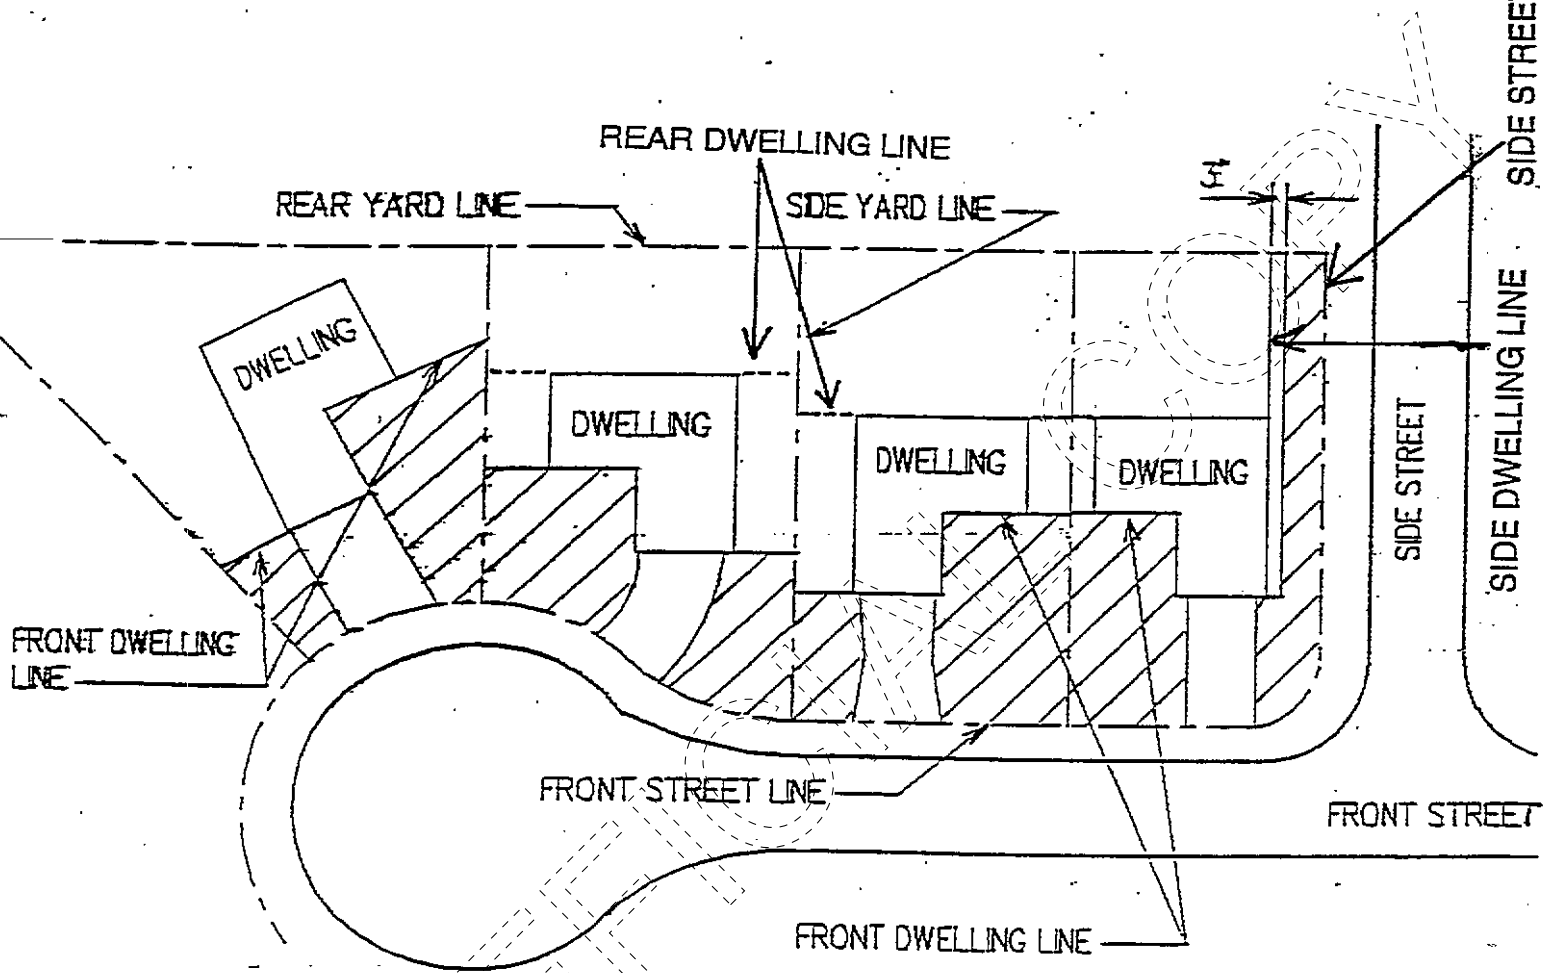 SIDE STREE
REAR DWELLING LINE
REAR YARD LINE
SIDE YARD LINE
DWELLING
DWELLING
DWELLING
DWELLING
SIDE STREET
SIDE DWELLING LINE
FRONT DWELLING
LINE
FRONT STREET LINE
FRONT STREET
FRONT DWELLING LINE